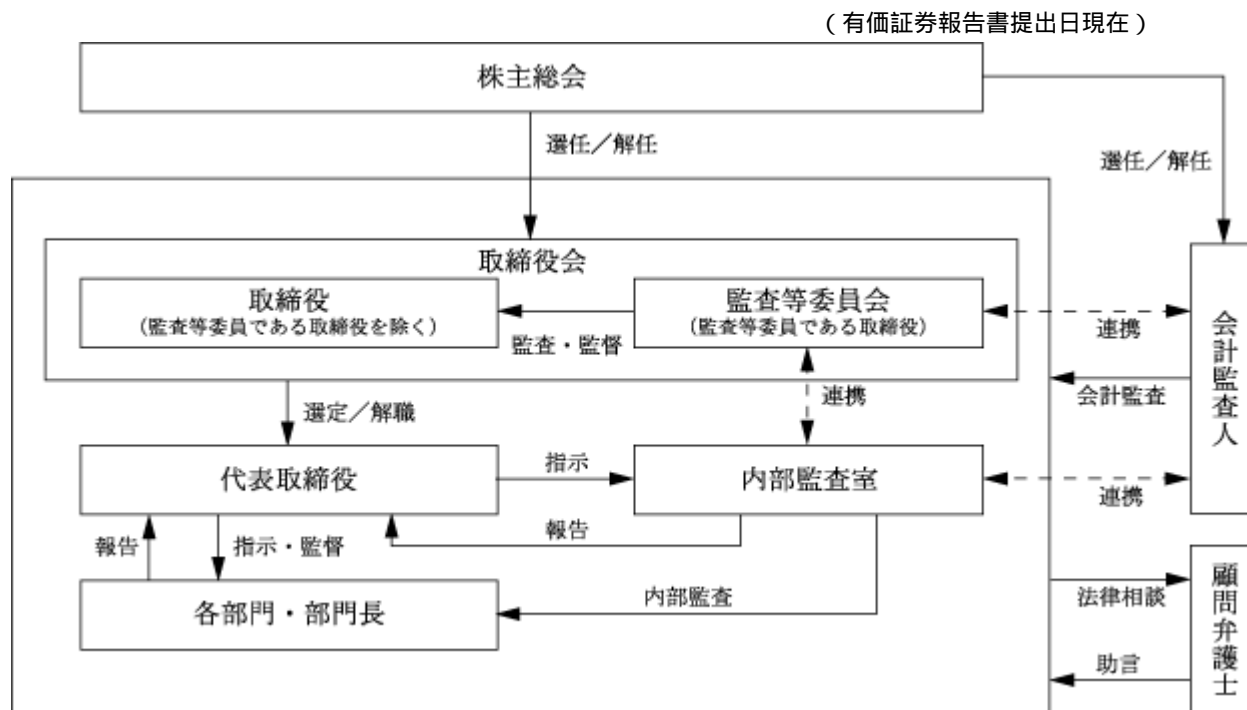 （有価証券報告書提出日現在）
株主総会
選任／解任
選任／解任
取締役会
取締役
（監査等委員である取締役を除く）
監査等委員会
（監査等委員である取締役）
監査・監督
連携
会計監査人
会計監査
選定／解職
連携
代表取締役
指示
内部監査室
連携
報告
指示・監督
報告
各部門・部門長
内部監査
法律相談
顧問弁護士
助言